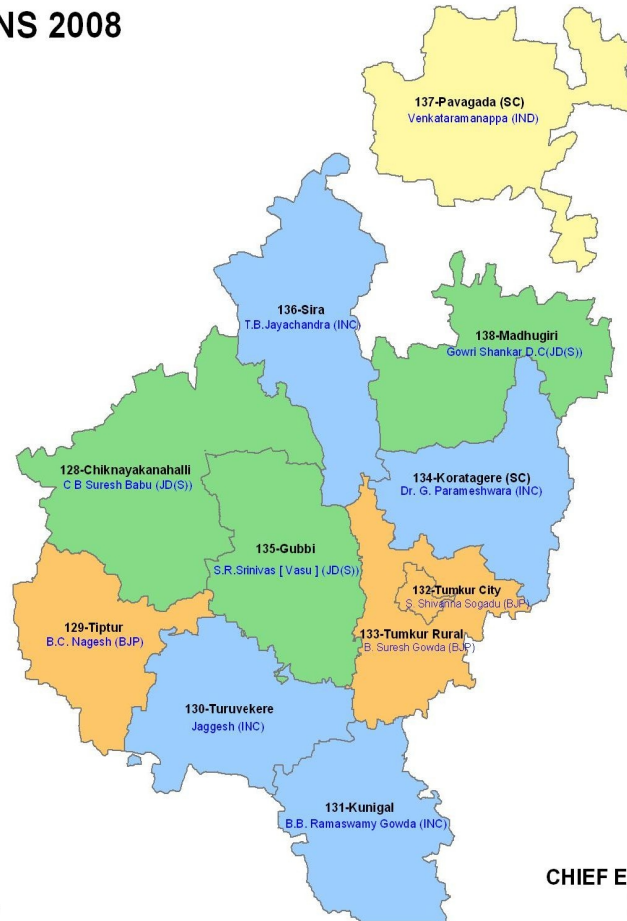 NS 2008
137-Pavagada (SC)
Venkataramanappa (IND)
136-Sira
T.B.Jayachandra (INC)
138-Madhugiri
Gowri Shankar D.C(JD(S))
128-Chiknayakanahalli
C B Suresh Babu (JD(S))
134-Koratagere (SC)
Dr. G. Parameshwara (INC)
135-Gubbi
S.R.Srinivas [ Vasu ] (JD(S))
132-Tumkur City
S. Shivanna Sogadu (BJP)
129-Tiptur
B.C. Nagesh (BJP)
133-Tumkur Rural
B. Suresh Gowda (BJP)
130-Turuvekere
Jaggesh (INC)
131-Kunigal
B.B. Ramaswamy Gowda (INC)
CHIEF E